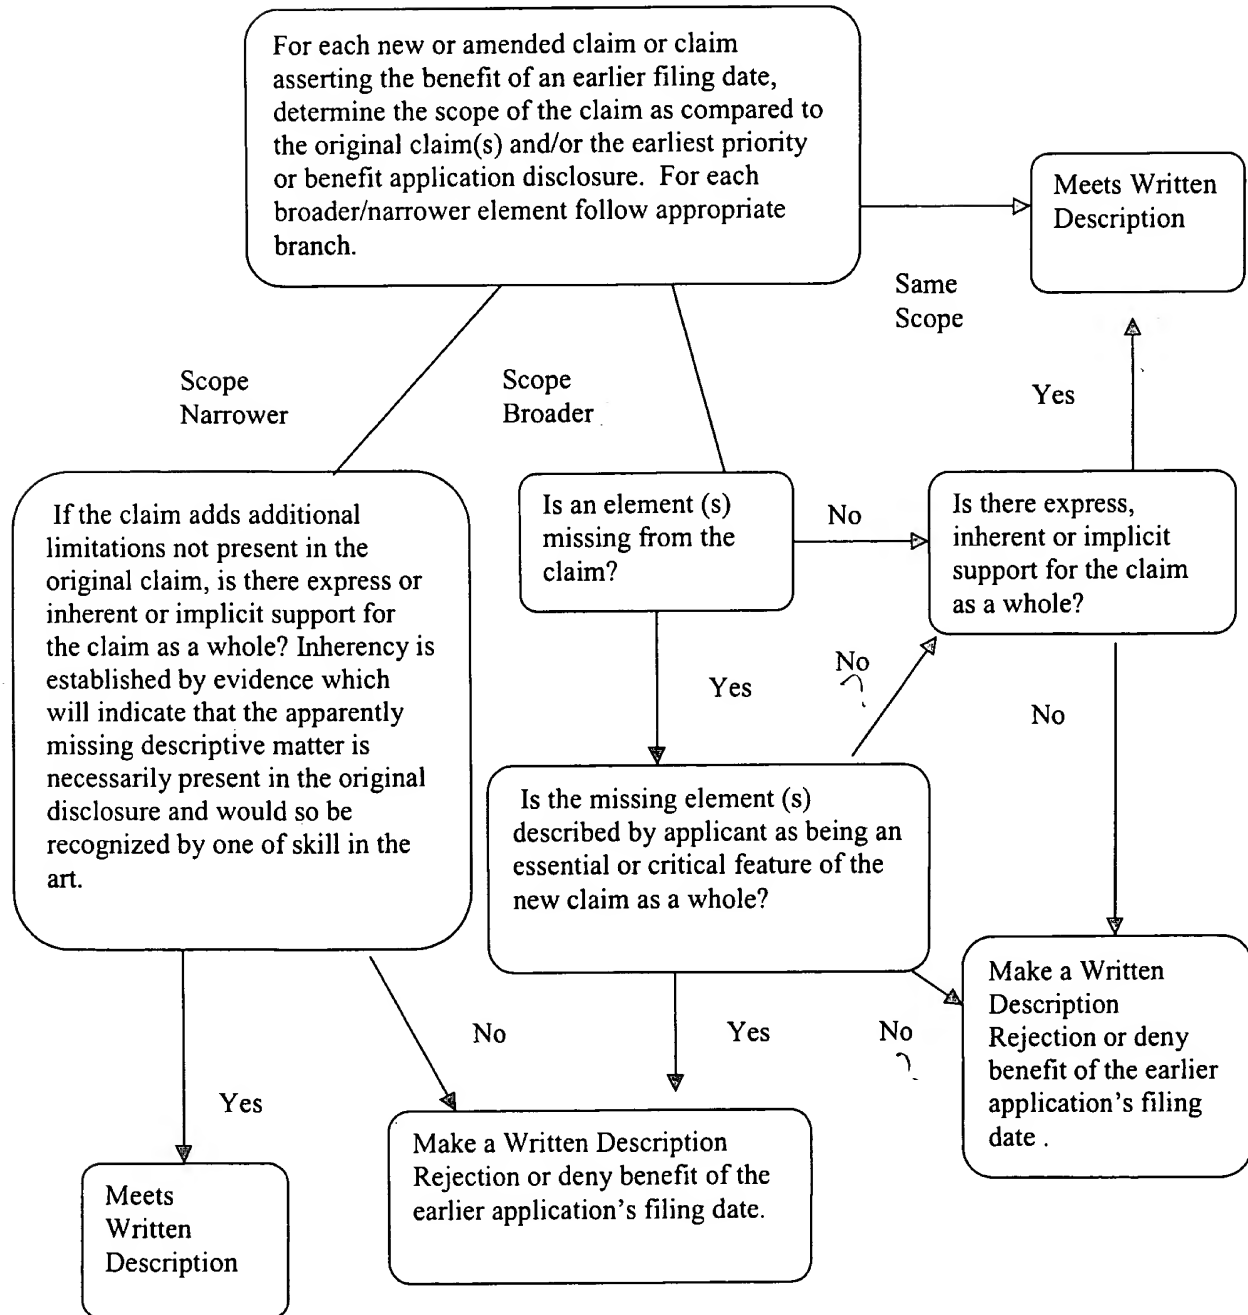 For each new or amended claim or claim
asserting the benefit of an earlier filing date,
determine the scope of the claim as compared to
the original claim(s) and/or the earliest priority
or benefit application disclosure.  For each
broader/narrower element follow appropriate
branch.
Meets Written
Description
Same
Scope
Scope
Narrower
Scope
Broader
Yes
If the claim adds additional
limitations not present in the
original claim, is there express or
inherent or implicit support for
the claim as a whole? Inherency is
established by evidence which
will indicate that the apparently
missing descriptive matter is
necessarily present in the original
disclosure and would so be
recognized by one of skill in the
art.
Is an element (s)
missing from the
claim?
No
Is there express,
inherent or implicit
support for the claim
as a whole?
Yes
No
?
No
Is the missing element (s)
described by applicant as being an
essential or critical feature of the
new claim as a whole?
No
Yes
No
?
Make a Written
Description
Rejection or deny
benefit of the earlier
application's filing
date .
Yes
Meets
Written
Description
Make a Written Description
Rejection or deny benefit of the
earlier application's filing date.